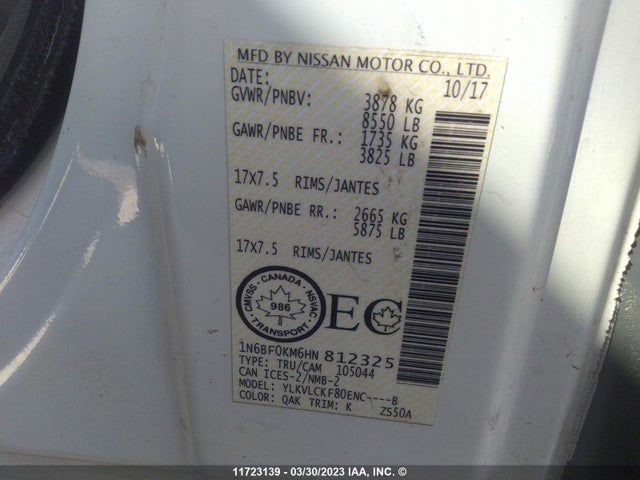 MFD BY NISSAN MOTOR CO., LTD.
DATE: 10/17
GVWR/PNBV: 3878 KG
8550 LB
GAWR/PNBE FR.: 1735 KG
3825 LB
17X7.5 RIMS/JANTES
GAWR/PNBE RR.: 2665 KG
5875 LB
17X7.5 RIMS/JANTES
CMVSS - CANADA - NSVAC
986
TRANSPORT
EC
1N6BF0KM6HN 812325
TYPE: TRU/CAM 105044
CAN ICES-2/NMB-2
MODEL: YLKVLCKF80ENC----B
COLOR: QAK TRIM: K ZS50A
11723139 - 03/30/2023 IAA, Inc. ©